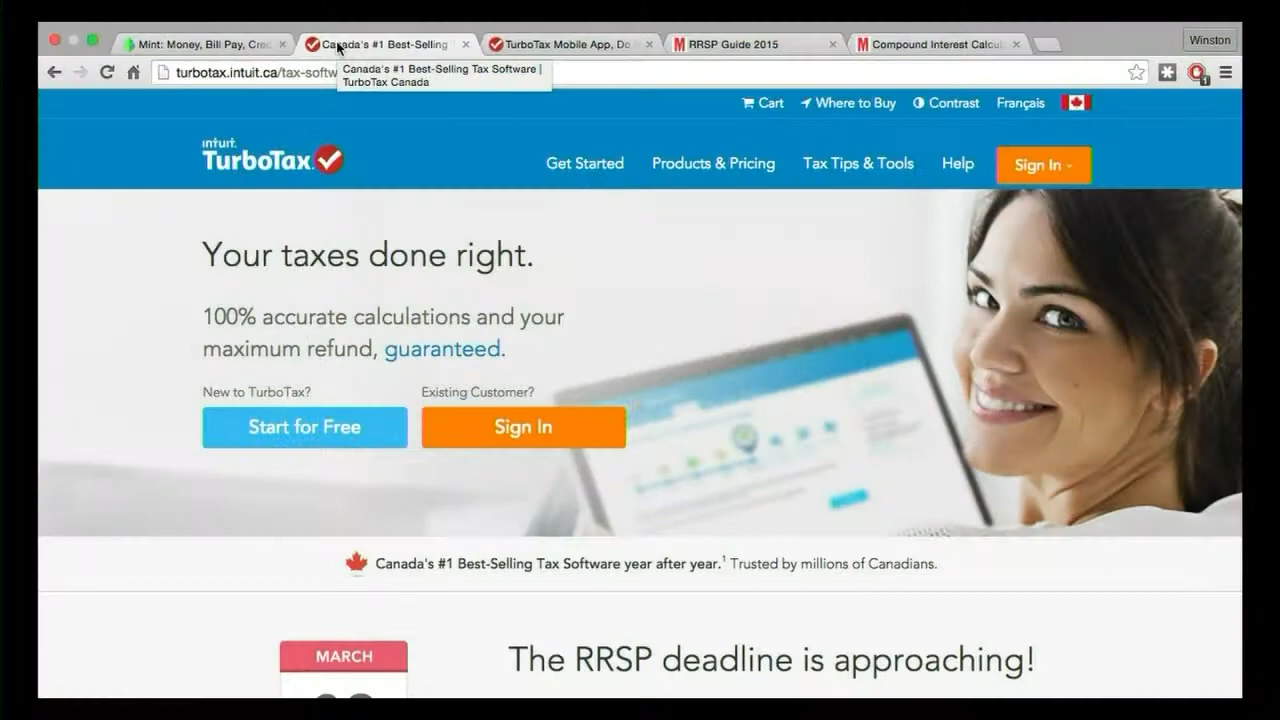 Mint: Money, Bill Pay, Cred
Canada's #1 Best-Selling T
TurboTax Mobile App, Do
RRSP Guide 2015
Compound Interest Calcul
Winston
turbotax.intuit.ca/tax-softw
Canada's #1 Best-Selling Tax Software |
TurboTax Canada
1
Cart
Where to Buy
Contrast
Français
intuit.
TurboTax
Get Started
Products & Pricing
Tax Tips & Tools
Help
Sign In
Your taxes done right.
100% accurate calculations and your
maximum refund, guaranteed.
New to TurboTax?
Existing Customer?
Start for Free
Sign In
Canada's #1 Best-Selling Tax Software year after year.¹ Trusted by millions of Canadians.
MARCH
The RRSP deadline is approaching!